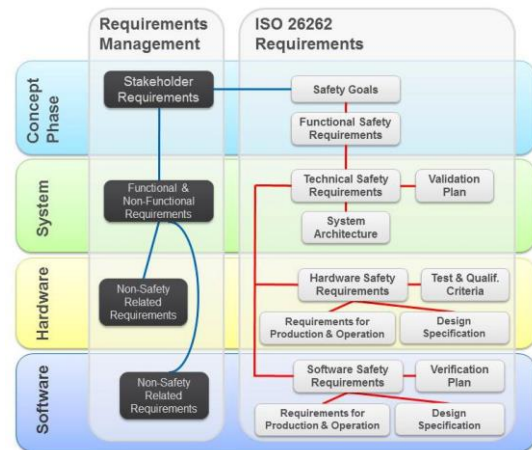 Requirements
Management
ISO 26262
Requirements
Concept
Phase
Stakeholder
Requirements
Safety Goals
Functional Safety
Requirements
System
Functional &
Non-Functional
Requirements
Technical Safety
Requirements
Validation
Plan
System
Architecture
Hardware
Non-Safety
Related
Requirements
Hardware Safety
Requirements
Test & Qualif.
Criteria
Requirements for
Production & Operation
Design
Specification
Software
Non-Safety
Related
Requirements
Software Safety
Requirements
Verification
Plan
Requirements for
Production & Operation
Design
Specification